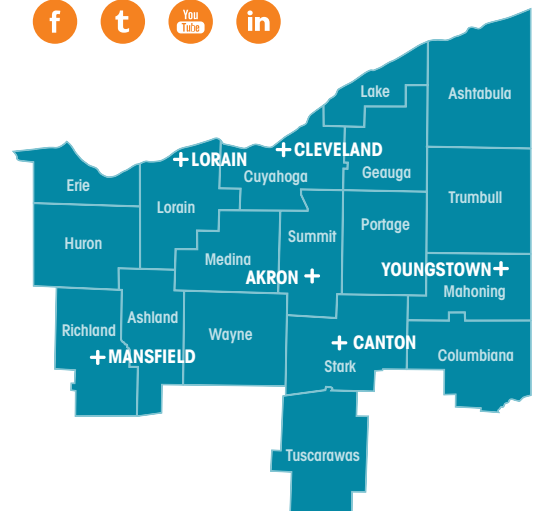 f t You Tube in
Lake
Ashtabula
+LORAIN
+CLEVELAND
Cuyahoga
Geauga
Erie
Lorain
Trumbull
Huron
Summit
Portage
Medina
AKRON +
YOUNGSTOWN+
Mahoning
Richland
Ashland
Wayne
+MANSFIELD
+ CANTON
Stark
Columbiana
Tuscarawas